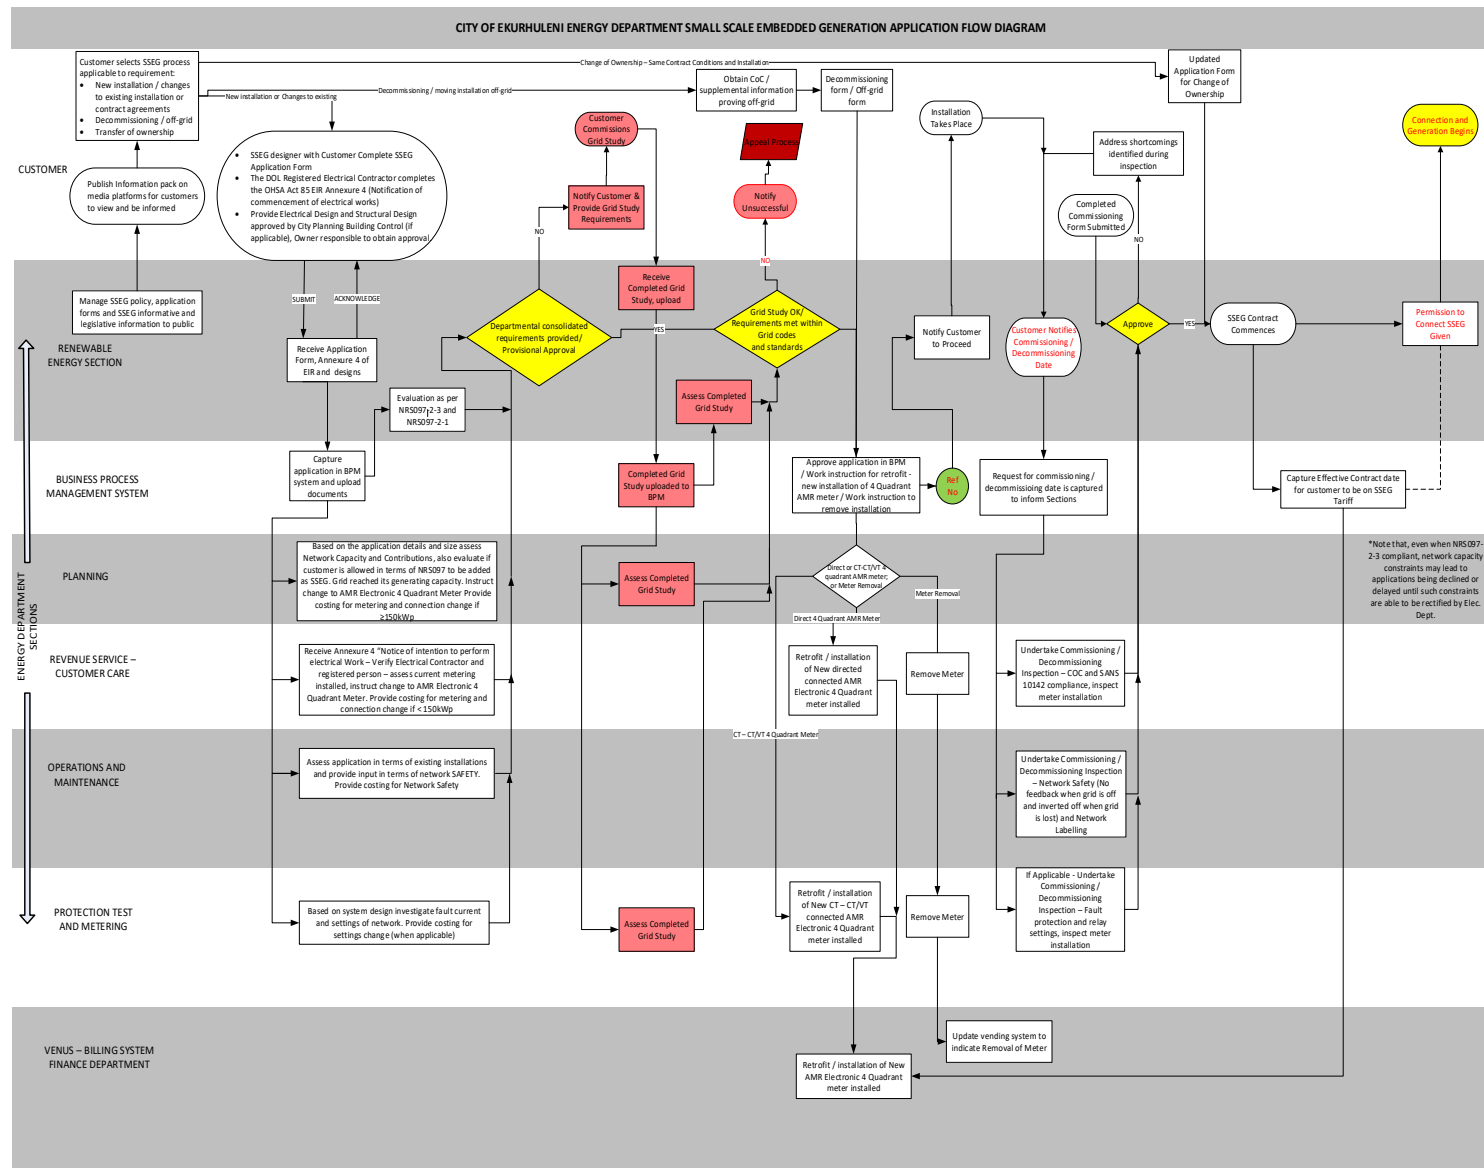 CITY OF EKURHULENI ENERGY DEPARTMENT SMALL SCALE EMBEDDED GENERATION APPLICATION FLOW DIAGRAM
Customer selects SSEG process
applicable to requirement:
• New installation / changes
to existing installation or
contract agreements
• Decommissioning / off-grid
• Transfer of ownership
Change of Ownership – Same Contract Conditions and Installation
Decommissioning / moving installation off-grid
New installation or Changes to existing
Obtain CoC /
supplemental information
proving off-grid
Decommissioning
form / Off-grid
form
Updated
Application Form
for Change of
Ownership
CUSTOMER
Publish Information pack on
media platforms for customers
to view and be informed
• SSEG designer with Customer Complete SSEG
Application Form
• The DOL Registered Electrical Contractor completes
the OHSA Act 85 EIR Annexure 4 (Notification of
commencement of electrical works)
• Provide Electrical Design and Structural Design
approved by City Planning Building Control (if
applicable), Owner responsible to obtain approval
Customer
Commissions
Grid Study
Notify Customer &
Provide Grid Study
Requirements
NO
Appeal Process
Notify
Unsuccessful
NO
Installation
Takes Place
Address shortcomings
identified during
inspection
Completed
Commissioning
Form Submitted
NO
Connection and
Generation Begins
Manage SSEG policy, application
forms and SSEG informative and
legislative information to public
SUBMIT
ACKNOWLEDGE
RENEWABLE
ENERGY SECTION
Receive Application
Form, Annexure 4 of
EIR and designs
Evaluation as per
NRS097-2-3 and
NRS097-2-1
Departmental consolidated
requirements provided/
Provisional Approval
Receive
Completed Grid
Study, upload
YES
Grid Study OK/
Requirements met within
Grid codes
and standards
Assess Completed
Grid Study
Notify Customer
to Proceed
Customer Notifies
Commissioning /
Decommissioning
Date
Approve
YES
SSEG Contract
Commences
Permission to
Connect SSEG
Given
BUSINESS PROCESS
MANAGEMENT SYSTEM
Capture
application in BPM
system and upload
documents
Completed Grid
Study uploaded to
BPM
Approve application in BPM
/ Work instruction for retrofit -
new installation of 4 Quadrant
AMR meter / Work instruction to
remove installation
Ref
No
Request for commissioning /
decommissioing date is captured
to inform Sections
Capture Effective Contract date
for customer to be on SSEG
Tariff
ENERGY DEPARTMENT
SECTIONS
PLANNING
Based on the application details and size assess
Network Capacity and Contributions, also evaluate if
customer is allowed in terms of NRS097 to be added
as SSEG. Grid reached its generating capacity. Instruct
change to AMR Electronic 4 Quadrant Meter Provide
costing for metering and connection change if
≥150kWp
Assess Completed
Grid Study
Direct or CT-CT/VT 4
quadrant AMR meter;
or Meter Removal
Meter Removal
Direct 4 Quadrant AMR Meter
*Note that, even when NRS097-
2-3 compliant, network capacity
constraints may lead to
applications being declined or
delayed until such constraints
are able to be rectified by Elec.
Dept.
REVENUE SERVICE –
CUSTOMER CARE
Receive Annexure 4 "Notice of intention to perform
electrical Work – Verify Electrical Contractor and
registered person – assess current metering
installed, instruct change to AMR Electronic 4
Quadrant Meter. Provide costing for metering and
connection change if < 150kWp
Retrofit / installation
of New directed
connected AMR
Electronic 4 Quadrant
meter installed
Remove Meter
Undertake Commissioning /
Decommissioning
Inspection – COC and SANS
10142 compliance, inspect
meter installation
CT – CT/VT 4 Quadrant Meter
OPERATIONS AND
MAINTENANCE
Assess application in terms of existing installations
and provide input in terms of network SAFETY.
Provide costing for Network Safety
Undertake Commissioning /
Decommissioning Inspection
– Network Safety (No
feedback when grid is off
and inverted off when grid
is lost) and Network
Labelling
PROTECTION TEST
AND METERING
Based on system design investigate fault current
and settings of network. Provide costing for
settings change (when applicable)
Assess Completed
Grid Study
Retrofit / installation
of New CT – CT/VT
connected AMR
Electronic 4 Quadrant
meter installed
Remove Meter
If Applicable - Undertake
Commissioning /
Decommissioning
Inspection – Fault
protection and relay
settings, inspect meter
installation
VENUS – BILLING SYSTEM
FINANCE DEPARTMENT
Update vending system to
indicate Removal of Meter
Retrofit / installation of New
AMR Electronic 4 Quadrant
meter installed